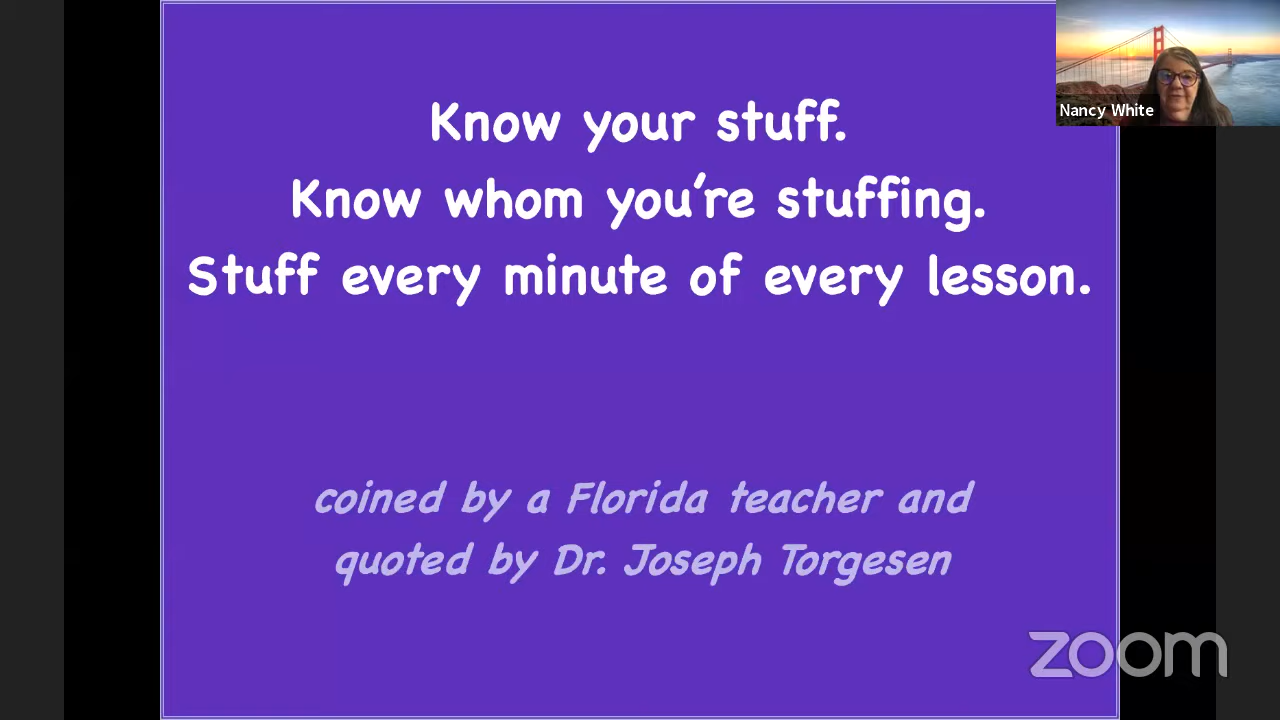 Know your stuff.
Know whom you're stuffing.
Stuff every minute of every lesson.
coined by a Florida teacher and
quoted by Dr. Joseph Torgesen
Nancy White
zoom